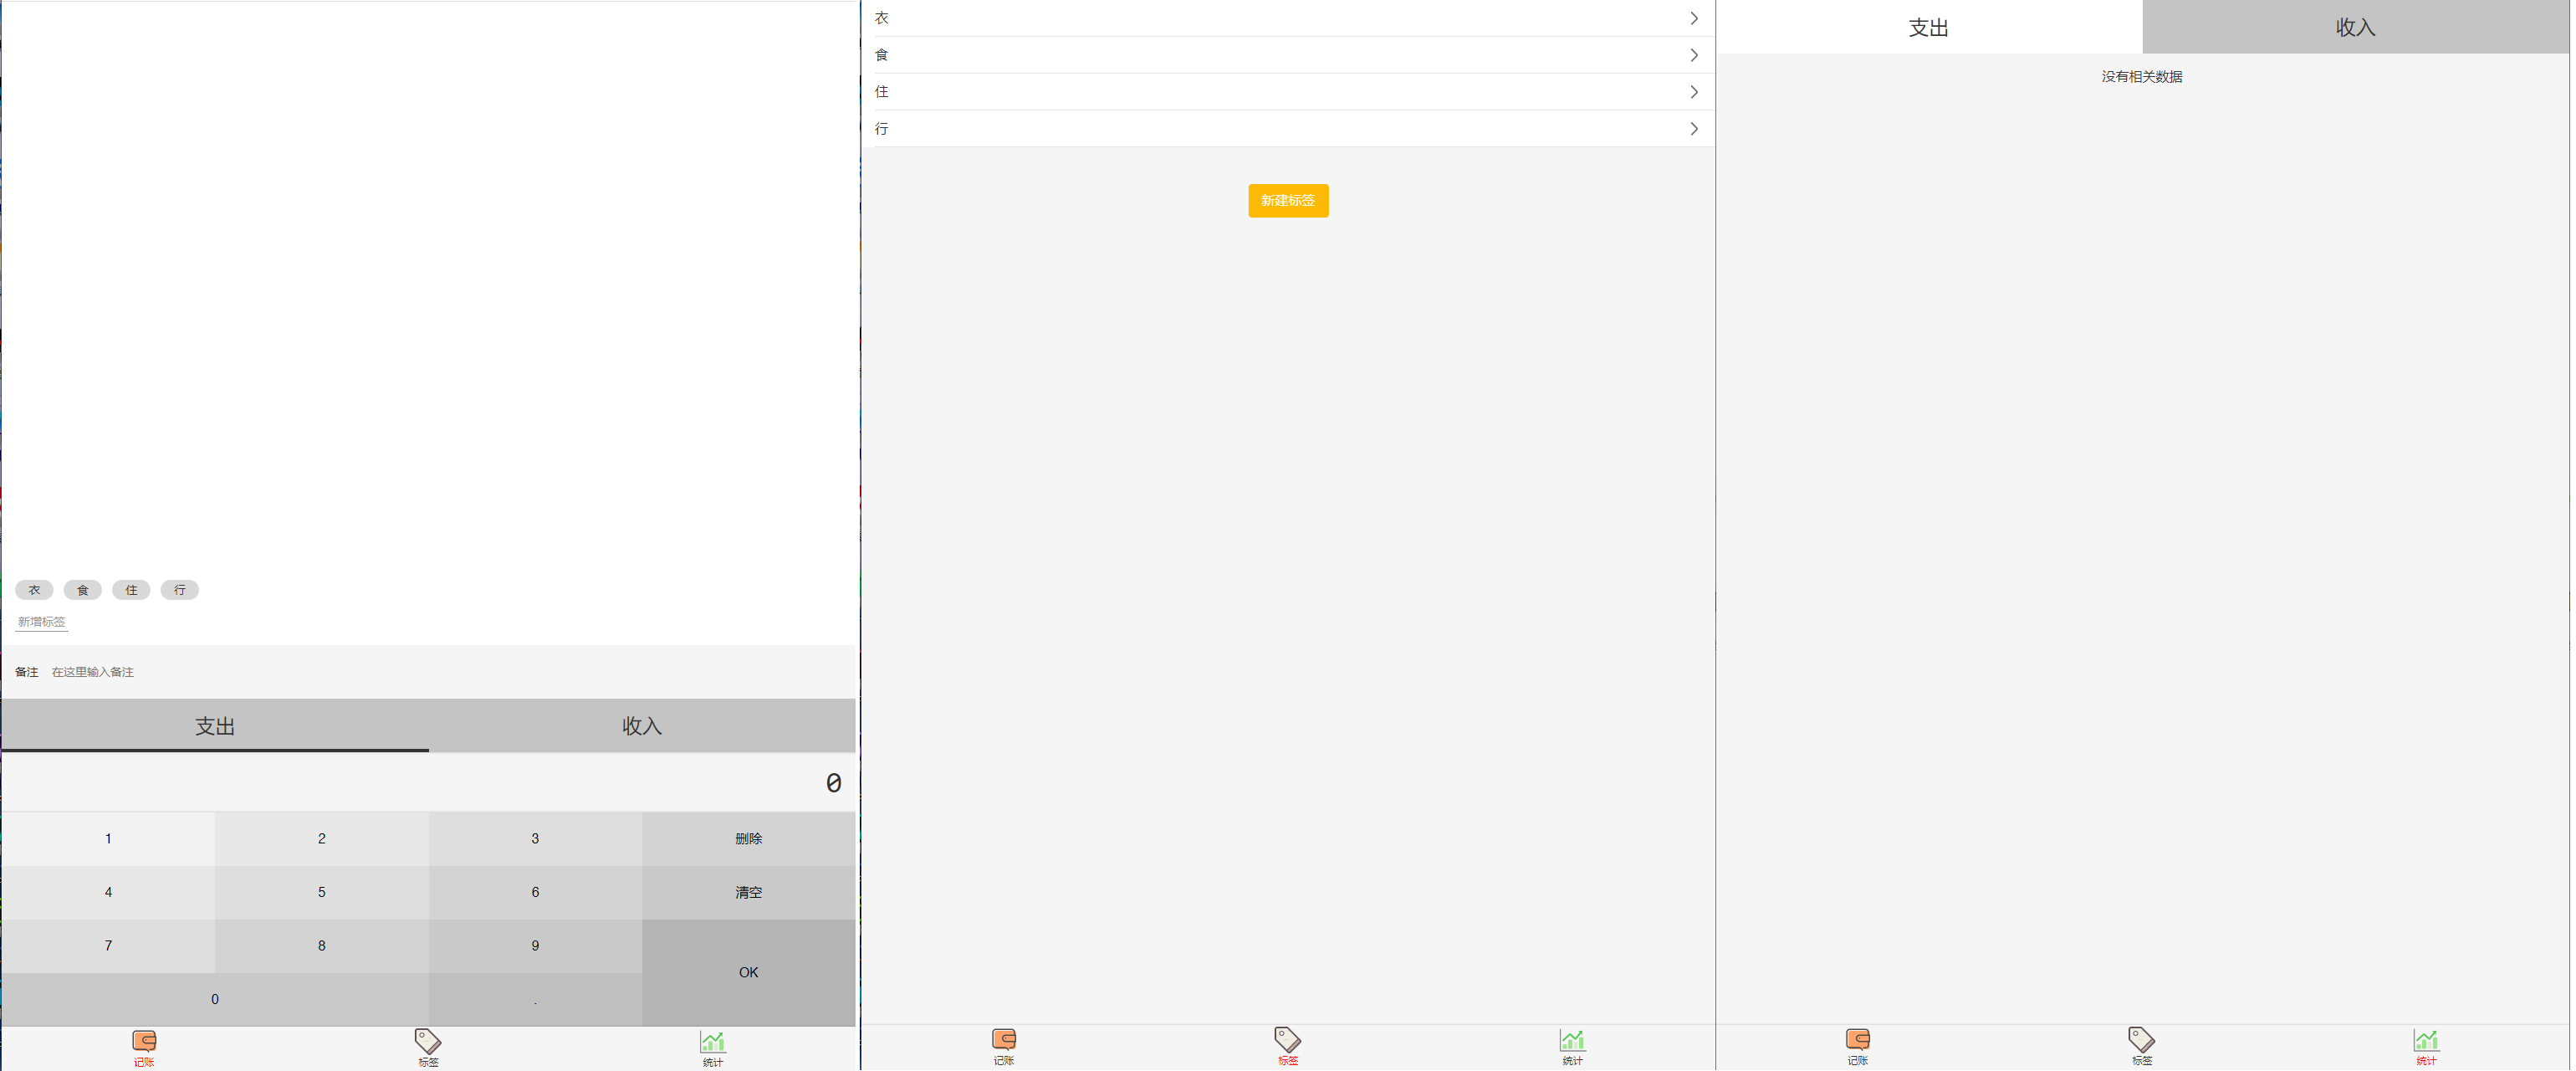 衣 食 住 行
新增标签
备注 在这里输入备注
支出 收入
0
1 2 3 删除
4 5 6 清空
7 8 9 OK
0 .
记账 标签 统计
衣
食
住
行
新建标签
记账 标签 统计
支出 收入
没有相关数据
记账 标签 统计